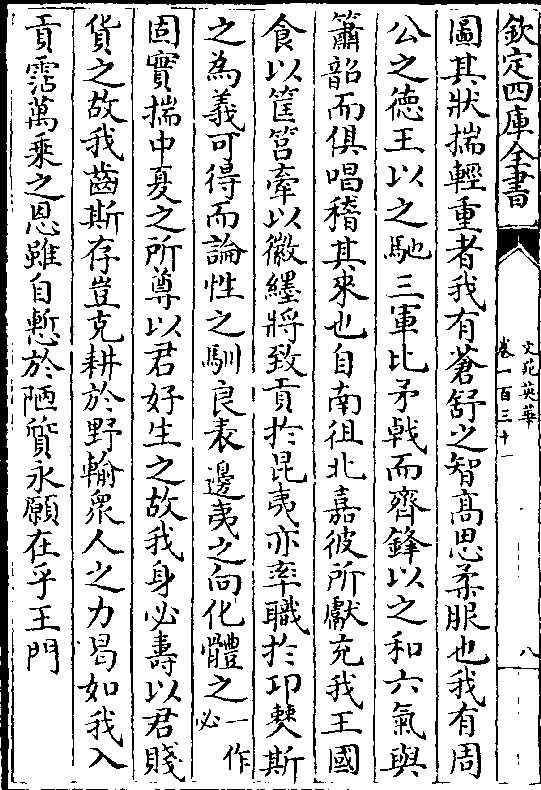 欽定四庫全書
文苑英華
卷一百三十一
八
圖其狀揣輕重者我有蒼舒之智髙思柔服也我有周
公之德王以之馳三軍比矛㦸而齊鋒以之和六氣與
簫韶而俱唱稽其來也自南徂北嘉彼所獻充我王國
食以筐筥牽以徽纆將致貢於昆夷亦率職於邛僰斯
之為義可得而論性之馴良表邊夷之向化體之一作必
固實揣中夏之所尊以君好生之故我身必壽以君賤
貨之故我齒斯存豈克耕於野輸衆人之力曷如我入
貢霑萬乗之恩雖自慙於陋質永願在乎王門